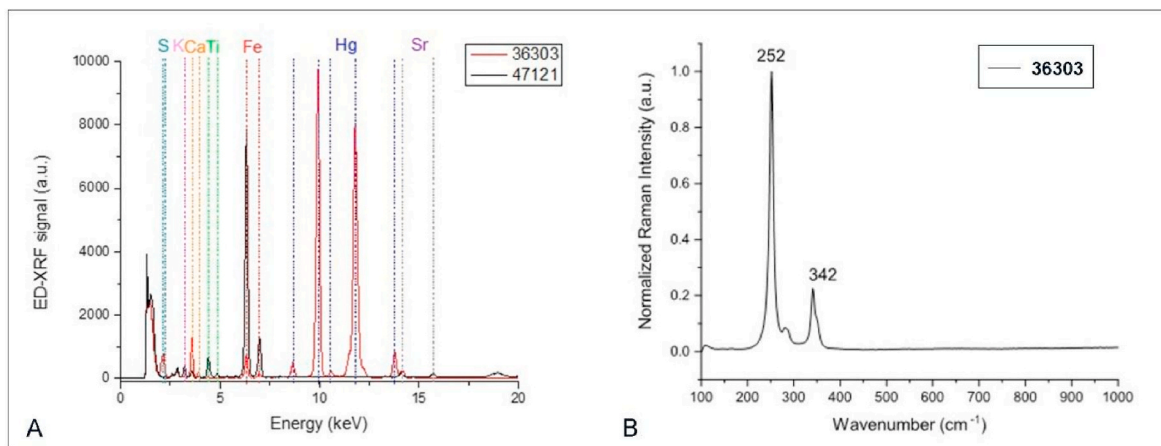 S K Ca Ti Fe Hg Sr
36303
47121
10000
8000
6000
4000
2000
0
ED-XRF signal (a.u.)
0 5 10 15 20
Energy (keV)
A
252
342
36303
1.0
0.8
0.6
0.4
0.2
0.0
Normalized Raman Intensity (a.u.)
100 200 300 400 500 600 700 800 900 1000
Wavenumber (cm⁻¹)
B